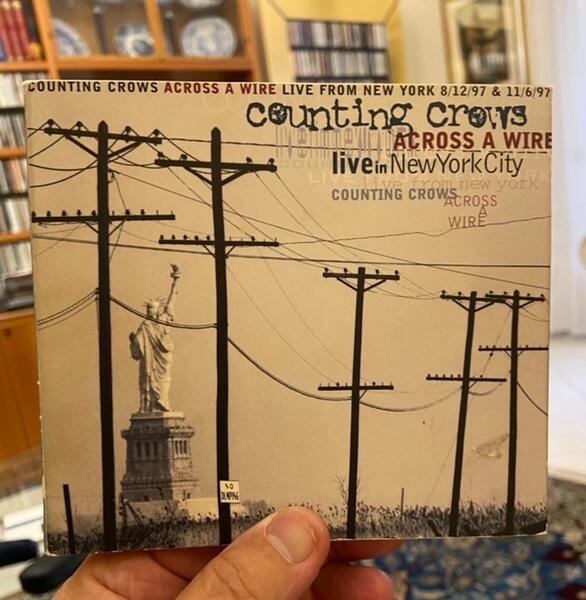 COUNTING CROWS ACROSS A WIRE LIVE FROM NEW YORK 8/12/97 & 11/6/97
counting crows
ACROSS A WIRE
live in NewYorkCity
live from new york
COUNTING CROWS
ACROSS
A
WIRE
NO
DUMPING